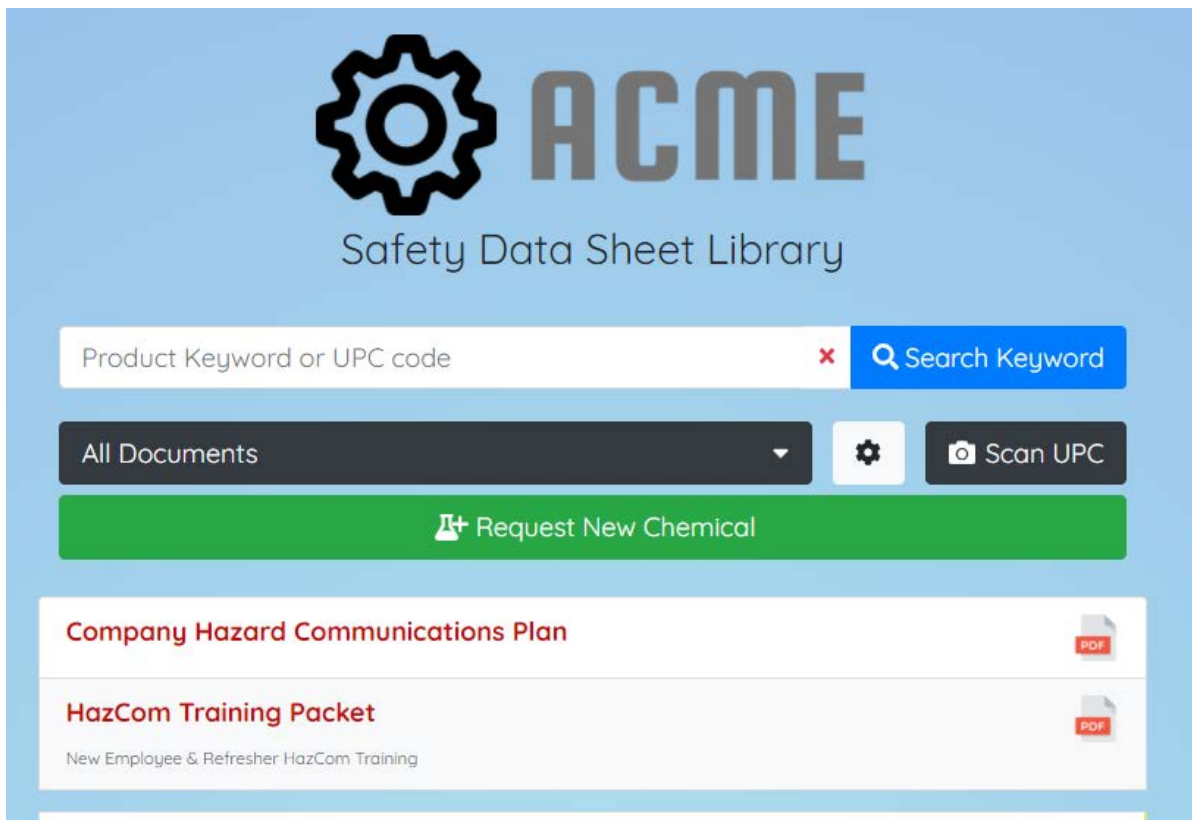 ACME
Safety Data Sheet Library
Product Keyword or UPC code
Search Keyword
All Documents
Scan UPC
Request New Chemical
Company Hazard Communications Plan
PDF
HazCom Training Packet
PDF
New Employee & Refresher HazCom Training